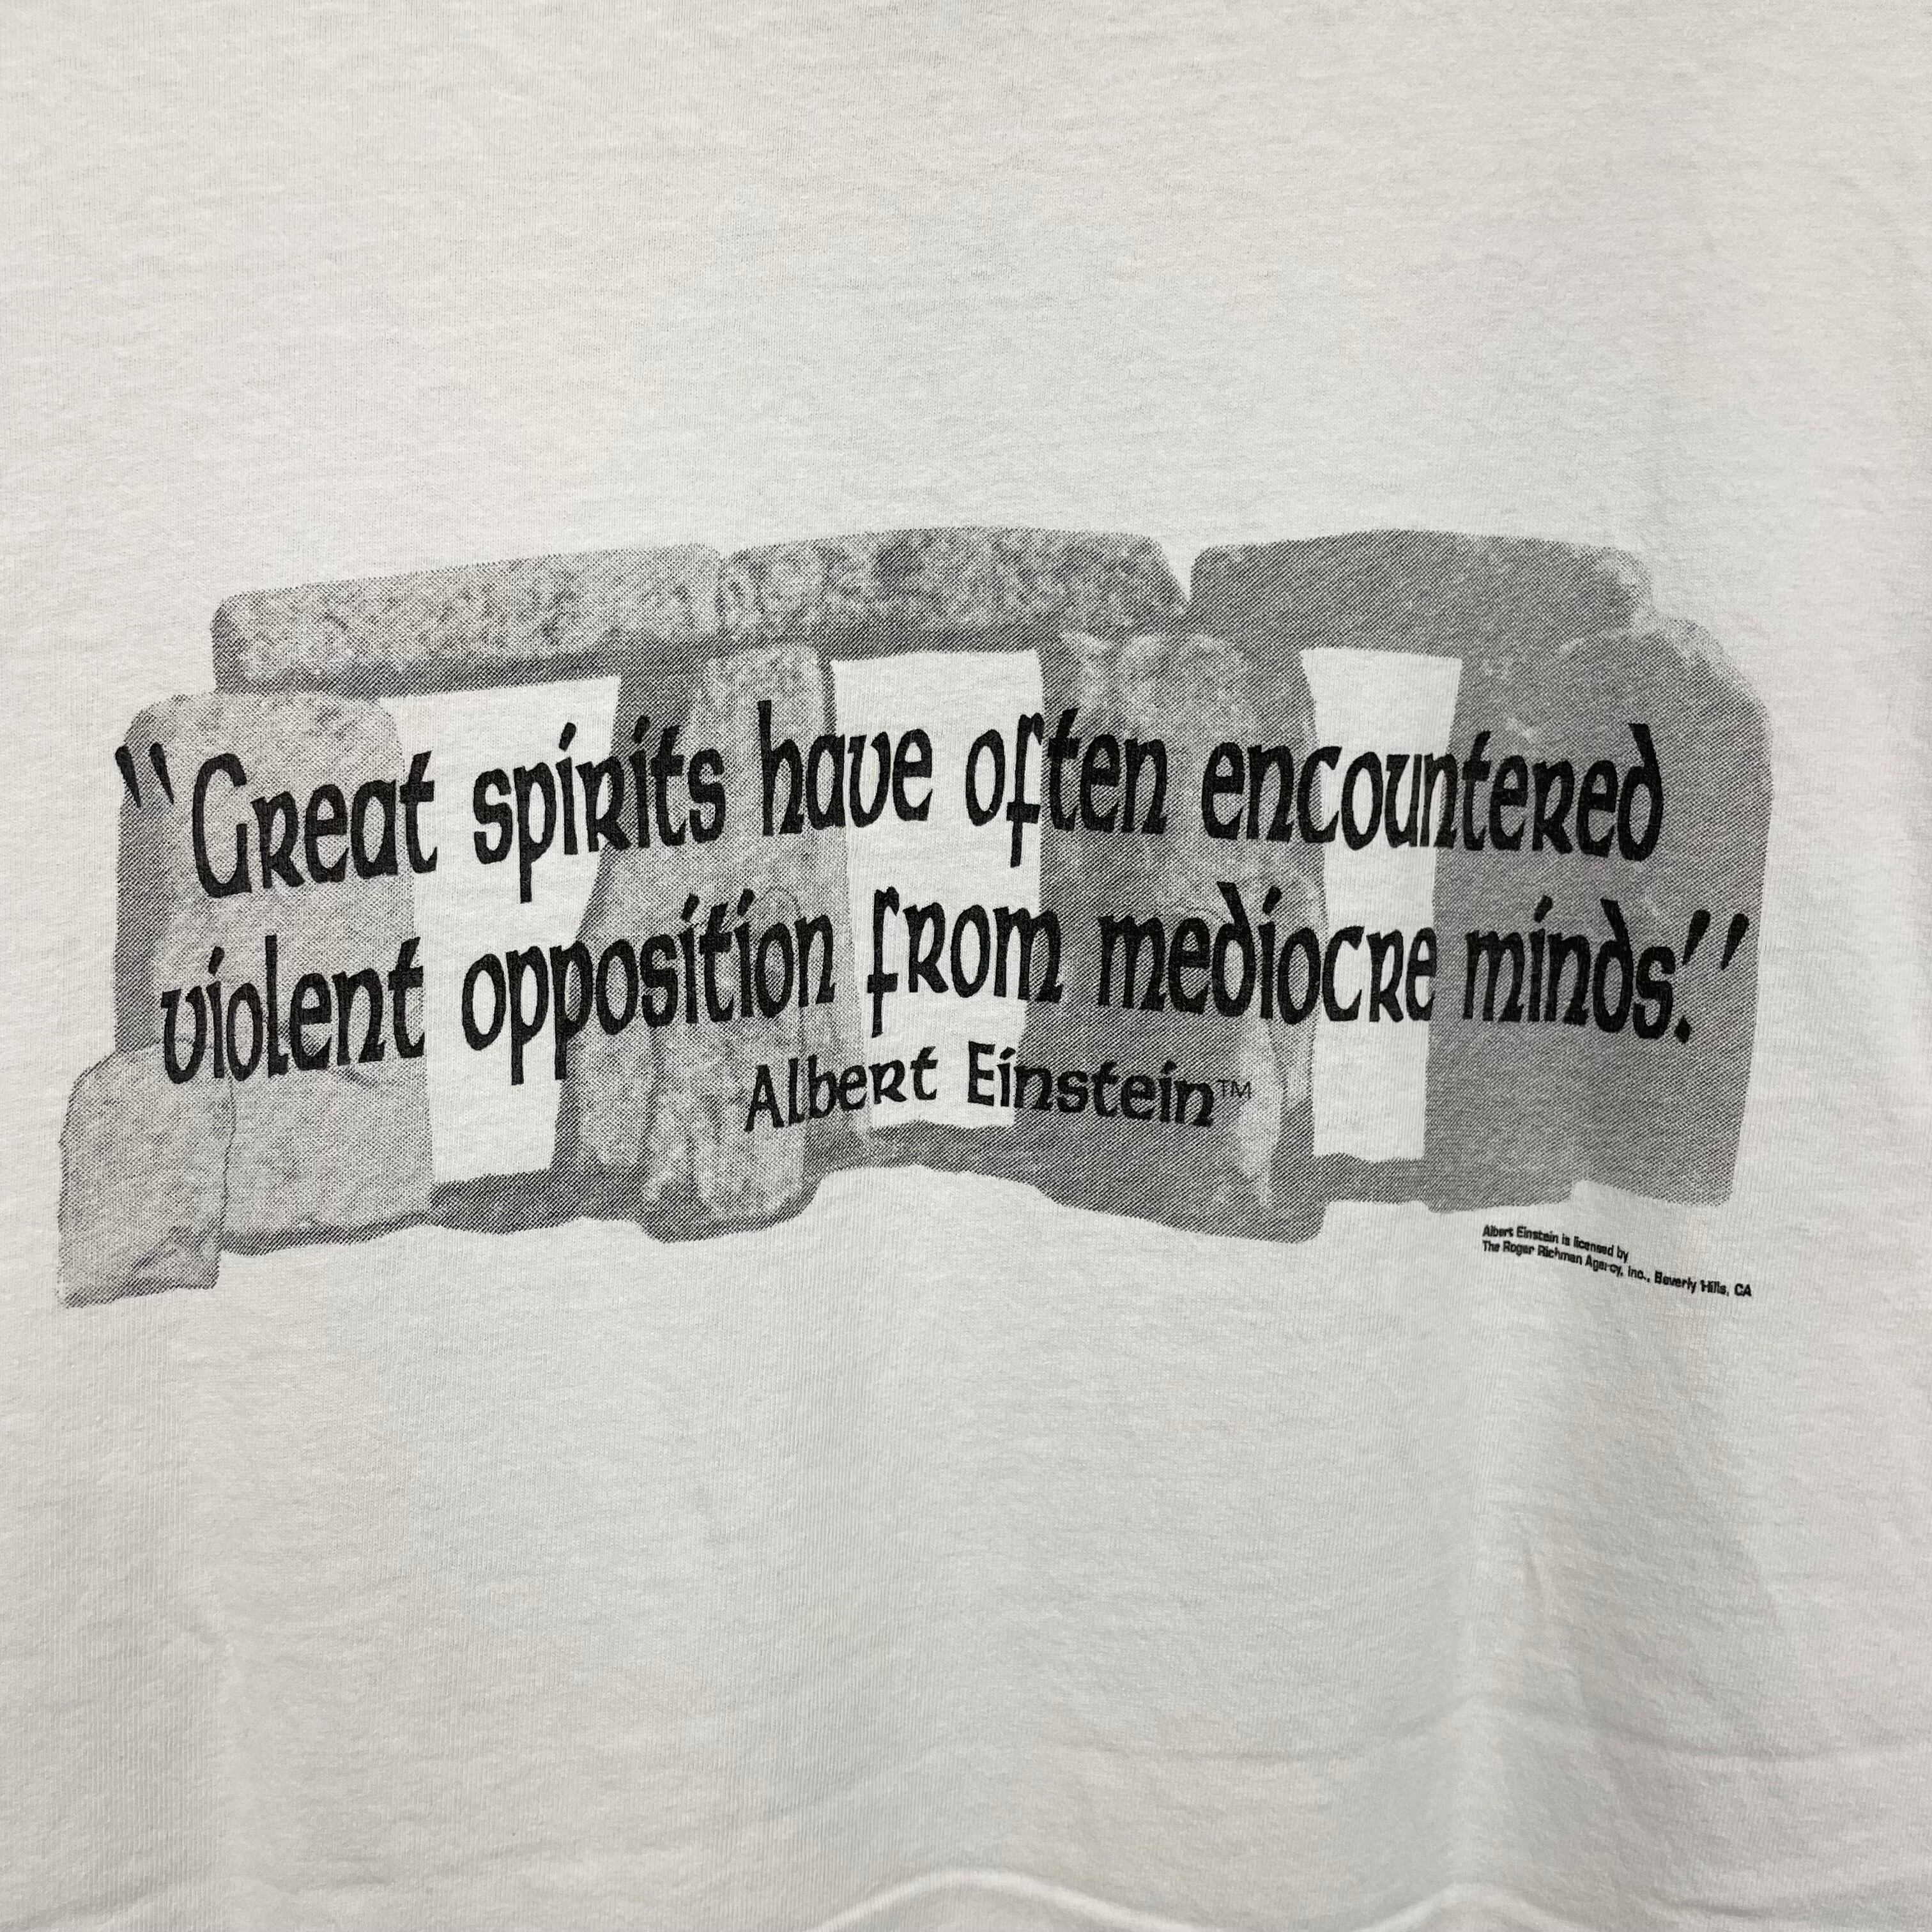 "Great spirits have often encountered
violent opposition from mediocre minds."
Albert Einstein™
Albert Einstein is licensed by
The Roger Richman Agency, Inc., Beverly Hills, CA